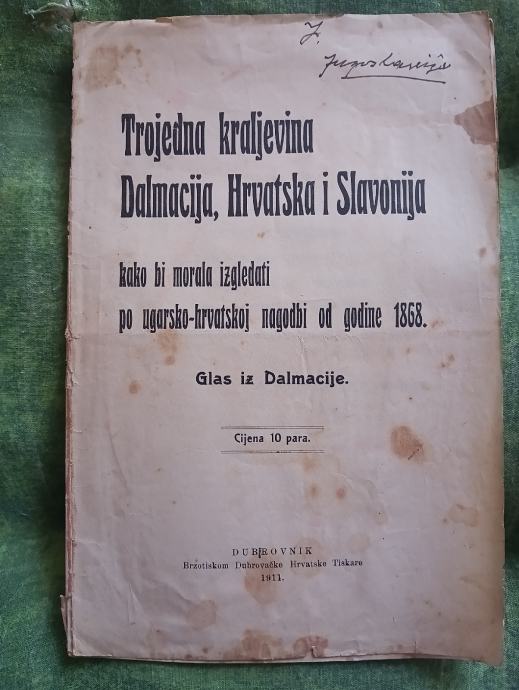 J.
Jugoslavija
Trojedna kraljevina
Dalmacija, Hrvatska i Slavonija
kako bi morala izgledati
po ugarsko-hrvatskoj nagodbi od godine 1868.
Glas iz Dalmacije.
Cijena 10 para.
DUBROVNIK
Brzotiskom Dubrovačke Hrvatske Tiskare
1911.